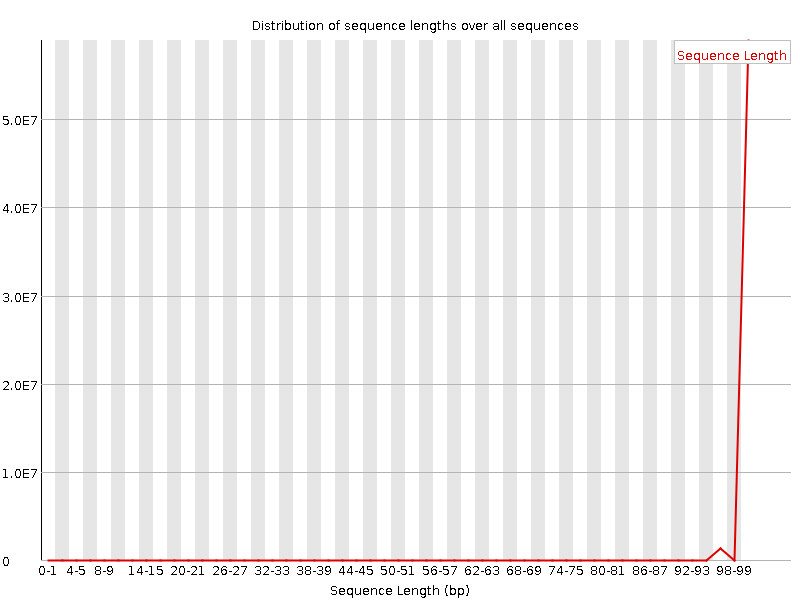 Distribution of sequence lengths over all sequences
Sequence Length
5.0E7
4.0E7
3.0E7
2.0E7
1.0E7
0
0-1 4-5 8-9 14-15 20-21 26-27 32-33 38-39 44-45 50-51 56-57 62-63 68-69 74-75 80-81 86-87 92-93 98-99
Sequence Length (bp)